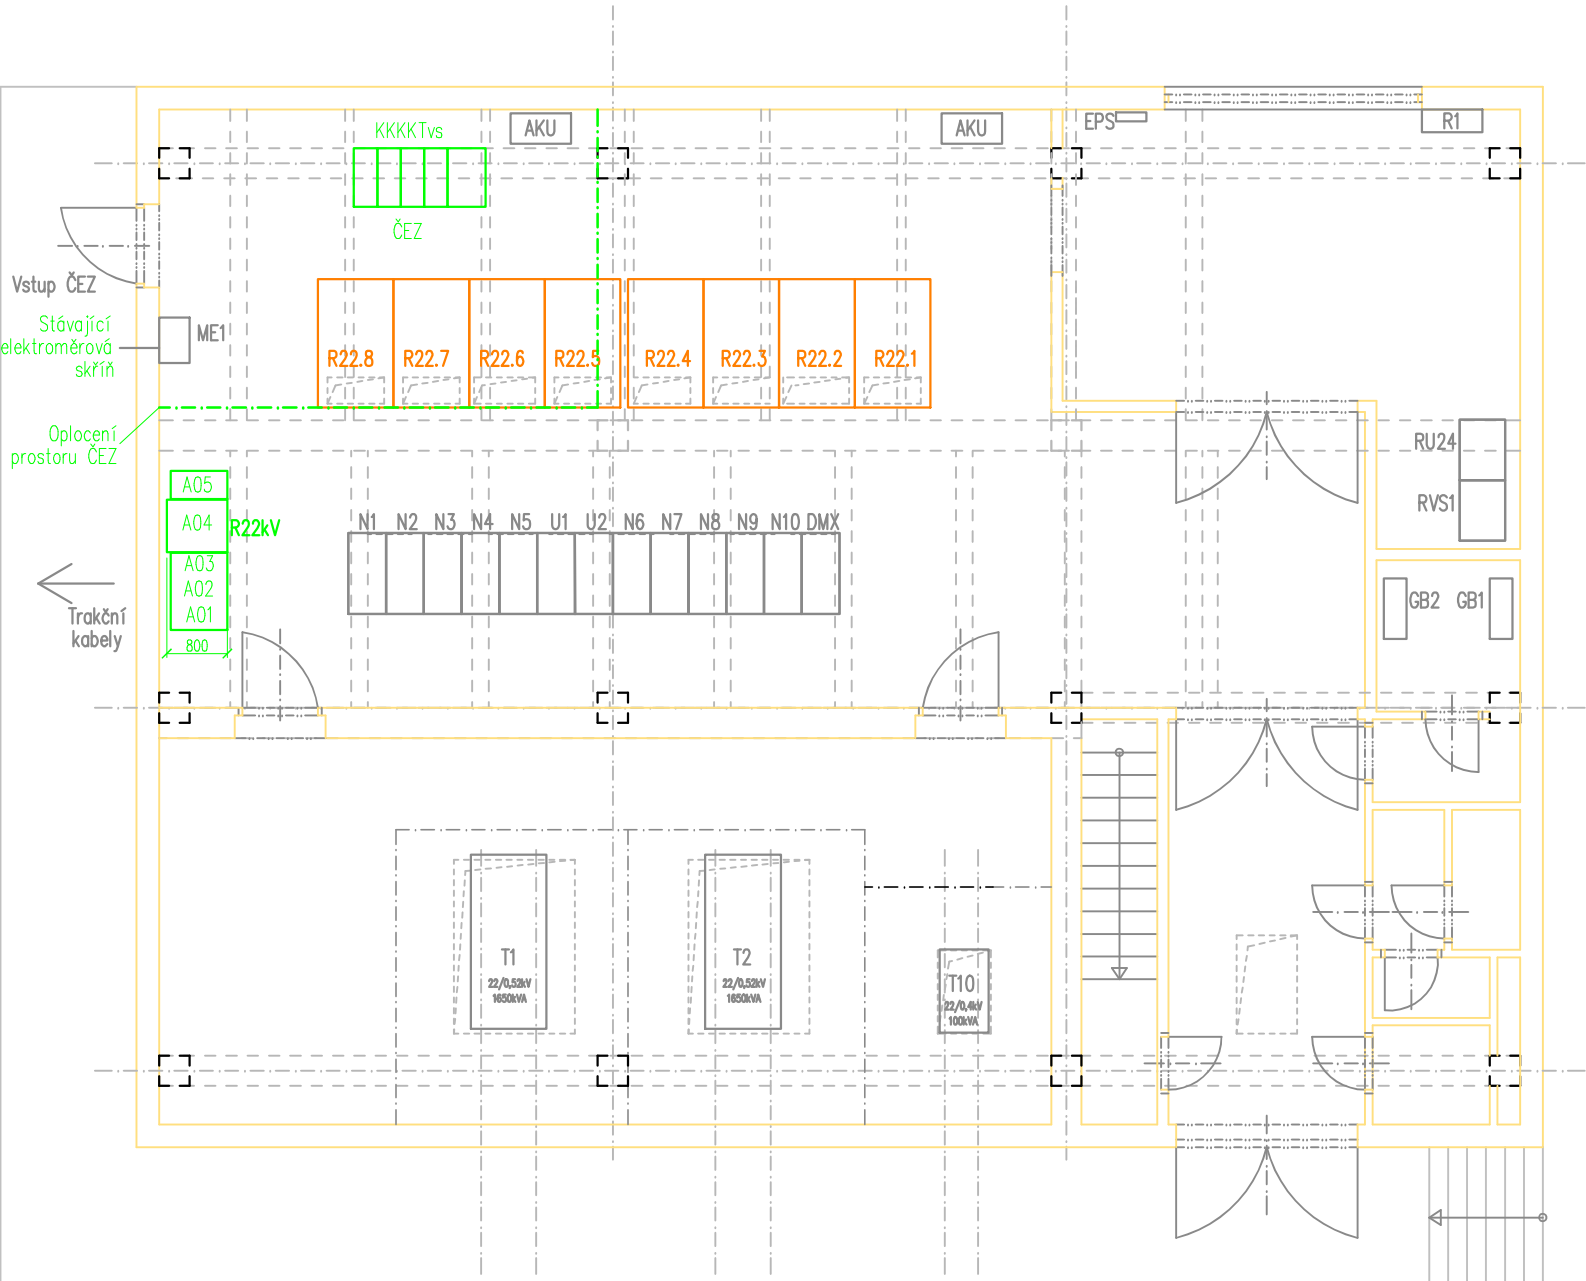 KKKKTvs
AKU
AKU
EPS
R1
ČEZ
Vstup ČEZ
Stávající
elektroměrová
skříň
ME1
R22.8
R22.7
R22.6
R22.5
R22.4
R22.3
R22.2
R22.1
Oplocení
prostoru ČEZ
RU24
RVS1
A05
A04
R22kV
A03
A02
A01
800
N1
N2
N3
N4
N5
U1
U2
N6
N7
N8
N9
N10
DMX
Trakční
kabely
GB2
GB1
T1
22/0,52kV
1650kVA
T2
22/0,52kV
1650kVA
T10
22/0,4kV
100kVA